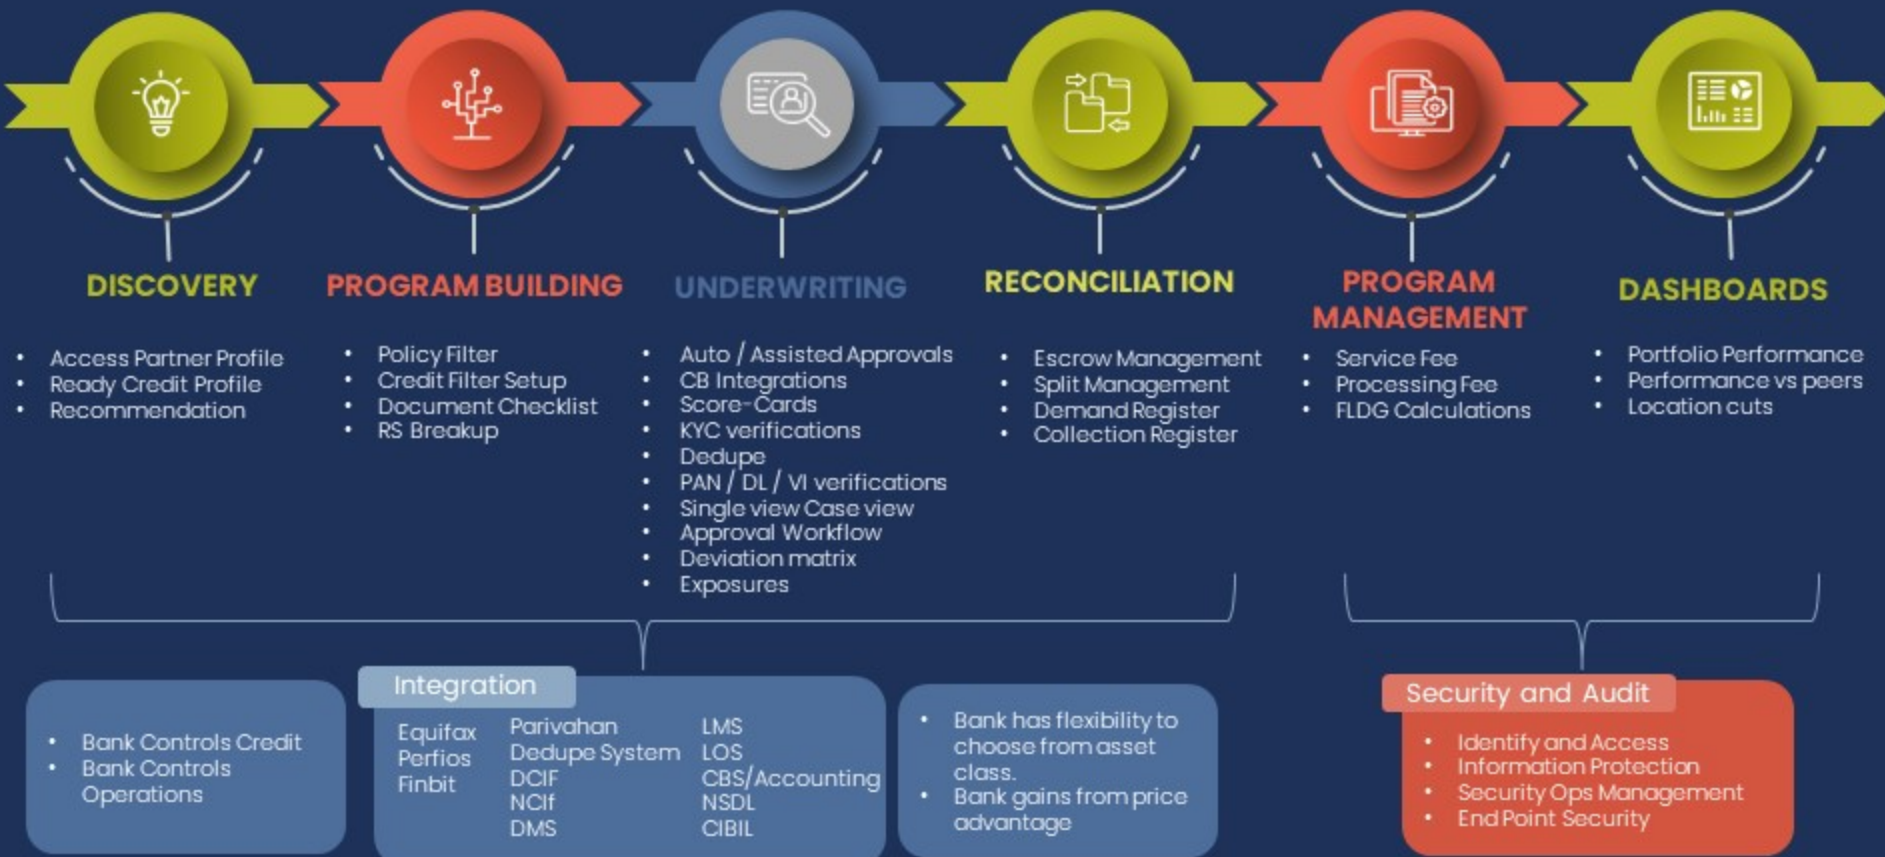 DISCOVERY
• Access Partner Profile
• Ready Credit Profile
• Recommendation
PROGRAM BUILDING
• Policy Filter
• Credit Filter Setup
• Document Checklist
• RS Breakup
UNDERWRITING
• Auto / Assisted Approvals
• CB Integrations
• Score-Cards
• KYC verifications
• Dedupe
• PAN / DL / VI verifications
• Single view Case view
• Approval Workflow
• Deviation matrix
• Exposures
RECONCILIATION
• Escrow Management
• Split Management
• Demand Register
• Collection Register
PROGRAM
MANAGEMENT
• Service Fee
• Processing Fee
• FLDG Calculations
DASHBOARDS
• Portfolio Performance
• Performance vs peers
• Location cuts
• Bank Controls Credit
• Bank Controls
Operations
Integration
Equifax
Perfios
Finbit
Parivahan
Dedupe System
DCIF
NCIf
DMS
LMS
LOS
CBS/Accounting
NSDL
CIBIL
• Bank has flexibility to
choose from asset
class.
• Bank gains from price
advantage
Security and Audit
• Identify and Access
• Information Protection
• Security Ops Management
• End Point Security